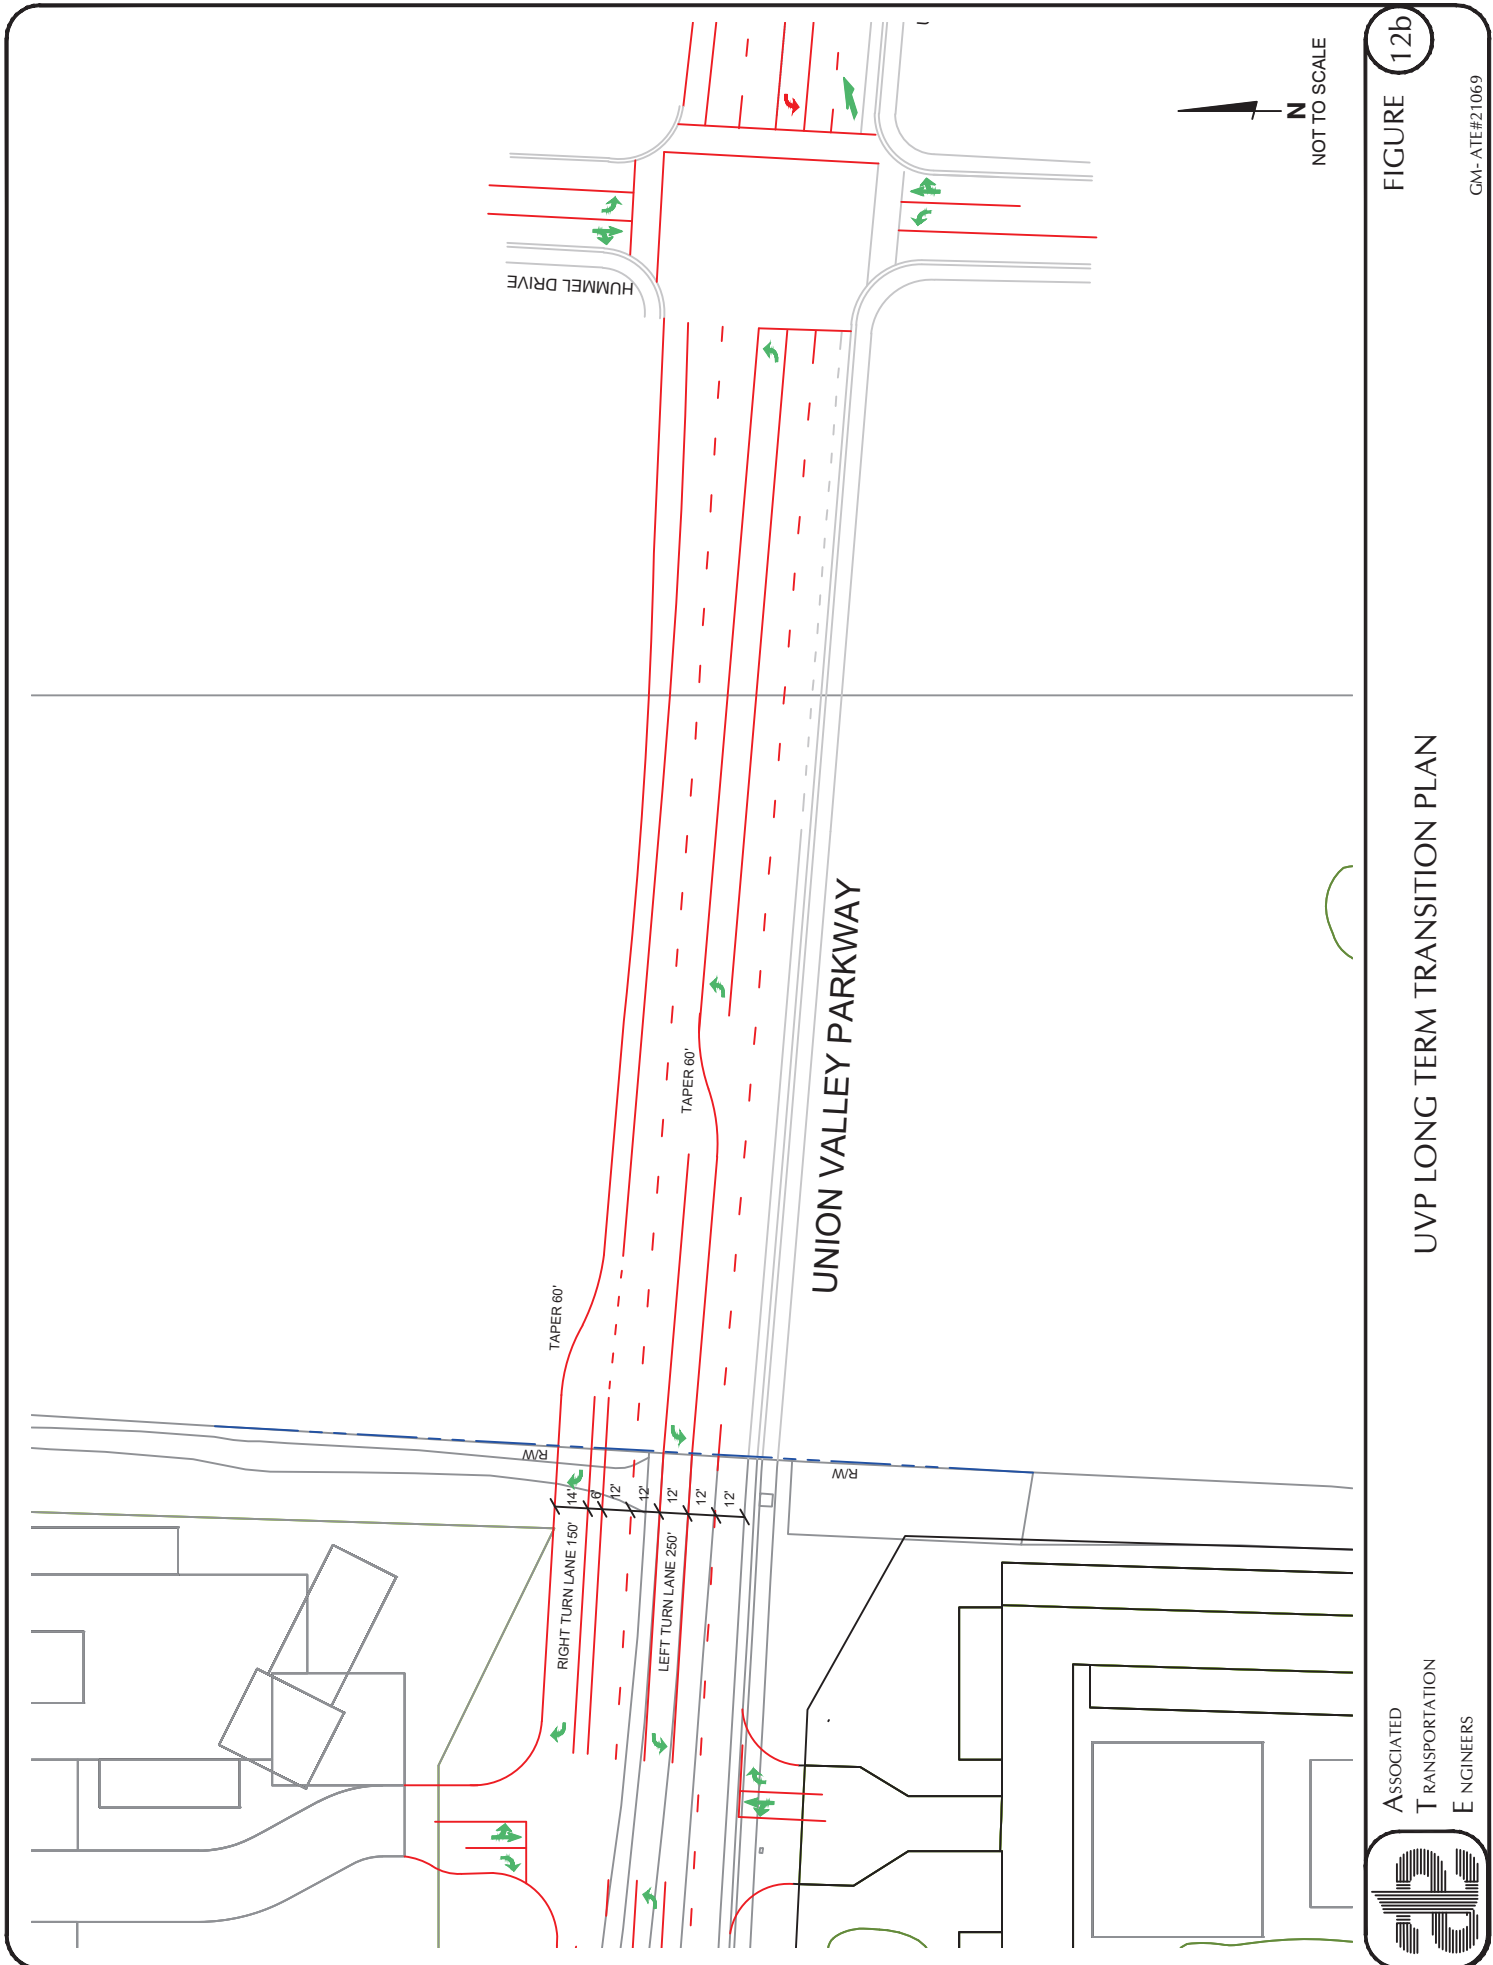 HUMMEL DRIVE
N
NOT TO SCALE
FIGURE
12b
GM- ATE#21069
TAPER 60'
UNION VALLEY PARKWAY
UVP LONG TERM TRANSITION PLAN
TAPER 60'
R/W
R/W
14'
6'
12'
12'
12'
12'
12'
RIGHT TURN LANE 150'
LEFT TURN LANE 250'
ASSOCIATED
TRANSPORTATION
ENGINEERS